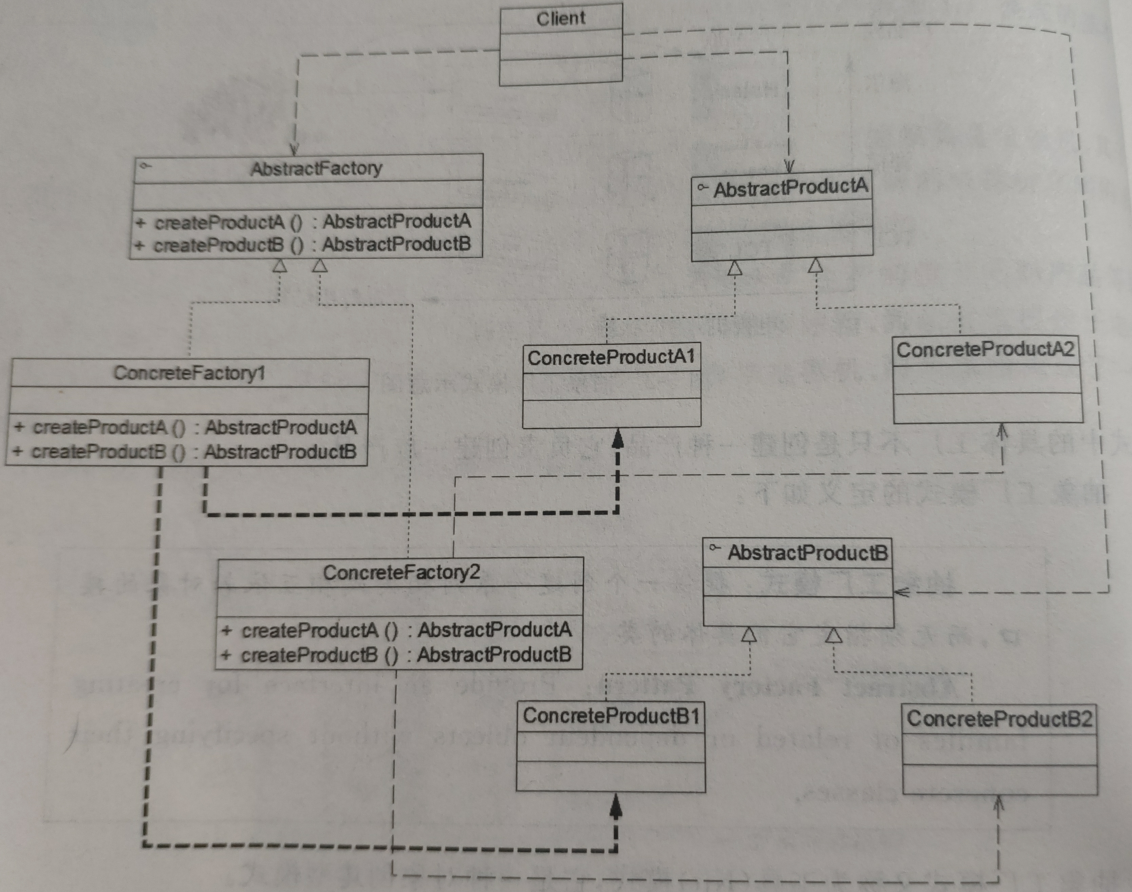 Client
AbstractFactory
+ createProductA () : AbstractProductA
+ createProductB () : AbstractProductB
AbstractProductA
ConcreteFactory1
+ createProductA () : AbstractProductA
+ createProductB () : AbstractProductB
ConcreteProductA1
ConcreteProductA2
ConcreteFactory2
+ createProductA () : AbstractProductA
+ createProductB () : AbstractProductB
AbstractProductB
ConcreteProductB1
ConcreteProductB2